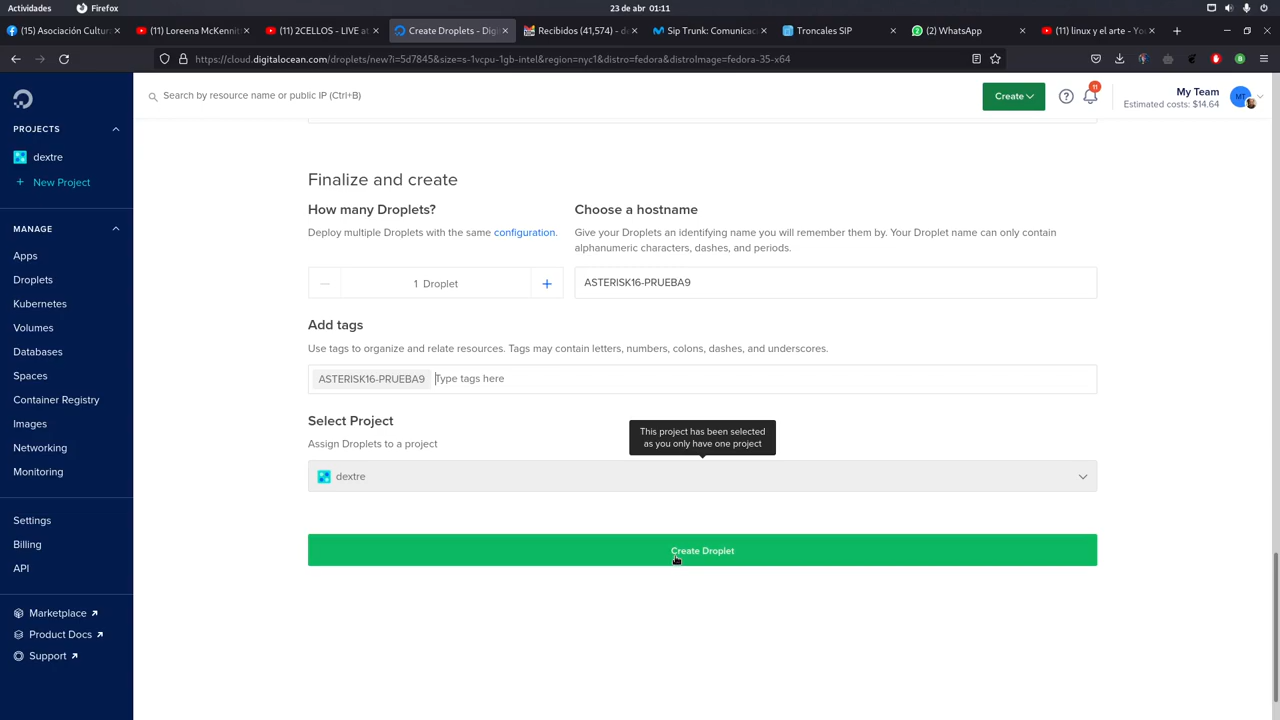 Actividades
Firefox
23 de abr 01:11
(15) Asociación Cultur
(11) Loreena McKennit
(11) 2CELLOS - LIVE at
Create Droplets - Digi
Recibidos (41,574) - de
Sip Trunk: Comunicac
Troncales SIP
(2) WhatsApp
(11) linux y el arte - Yo
https://cloud.digitalocean.com/droplets/new?i=5d7845&size=s-1vcpu-1gb-intel&region=nyc1&distro=fedora&distroImage=fedora-35-x64
Search by resource name or public IP (Ctrl+B)
Create
11
My Team
Estimated costs: $14.64
MT
PROJECTS
dextre
+ New Project
MANAGE
Apps
Droplets
Kubernetes
Volumes
Databases
Spaces
Container Registry
Images
Networking
Monitoring
Settings
Billing
API
Marketplace
Product Docs
Support
Finalize and create
How many Droplets?
Deploy multiple Droplets with the same configuration.
1 Droplet
Choose a hostname
Give your Droplets an identifying name you will remember them by. Your Droplet name can only contain
alphanumeric characters, dashes, and periods.
ASTERISK16-PRUEBA9
Add tags
Use tags to organize and relate resources. Tags may contain letters, numbers, colons, dashes, and underscores.
ASTERISK16-PRUEBA9 Type tags here
Select Project
Assign Droplets to a project
This project has been selected
as you only have one project
dextre
Create Droplet